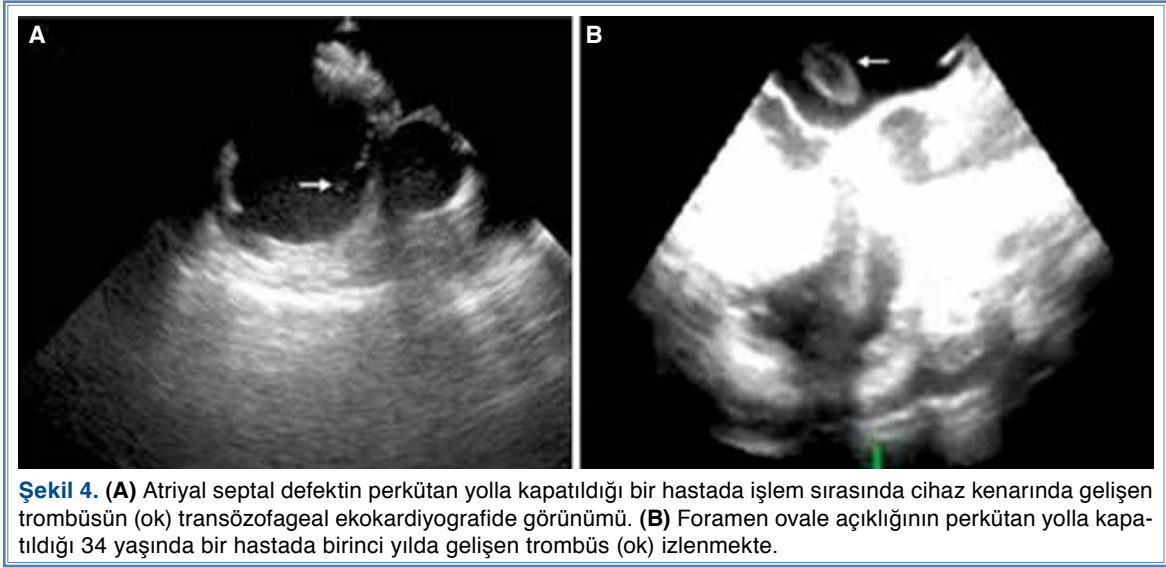 A
B
Şekil 4. (A) Atriyal septal defektin perkütan yolla kapatıldığı bir hastada işlem sırasında cihaz kenarında gelişen
trombüsün (ok) transözofageal ekokardiyografide görünümü. (B) Foramen ovale açıklığının perkütan yolla kapa-
tıldığı 34 yaşında bir hastada birinci yılda gelişen trombüs (ok) izlenmekte.